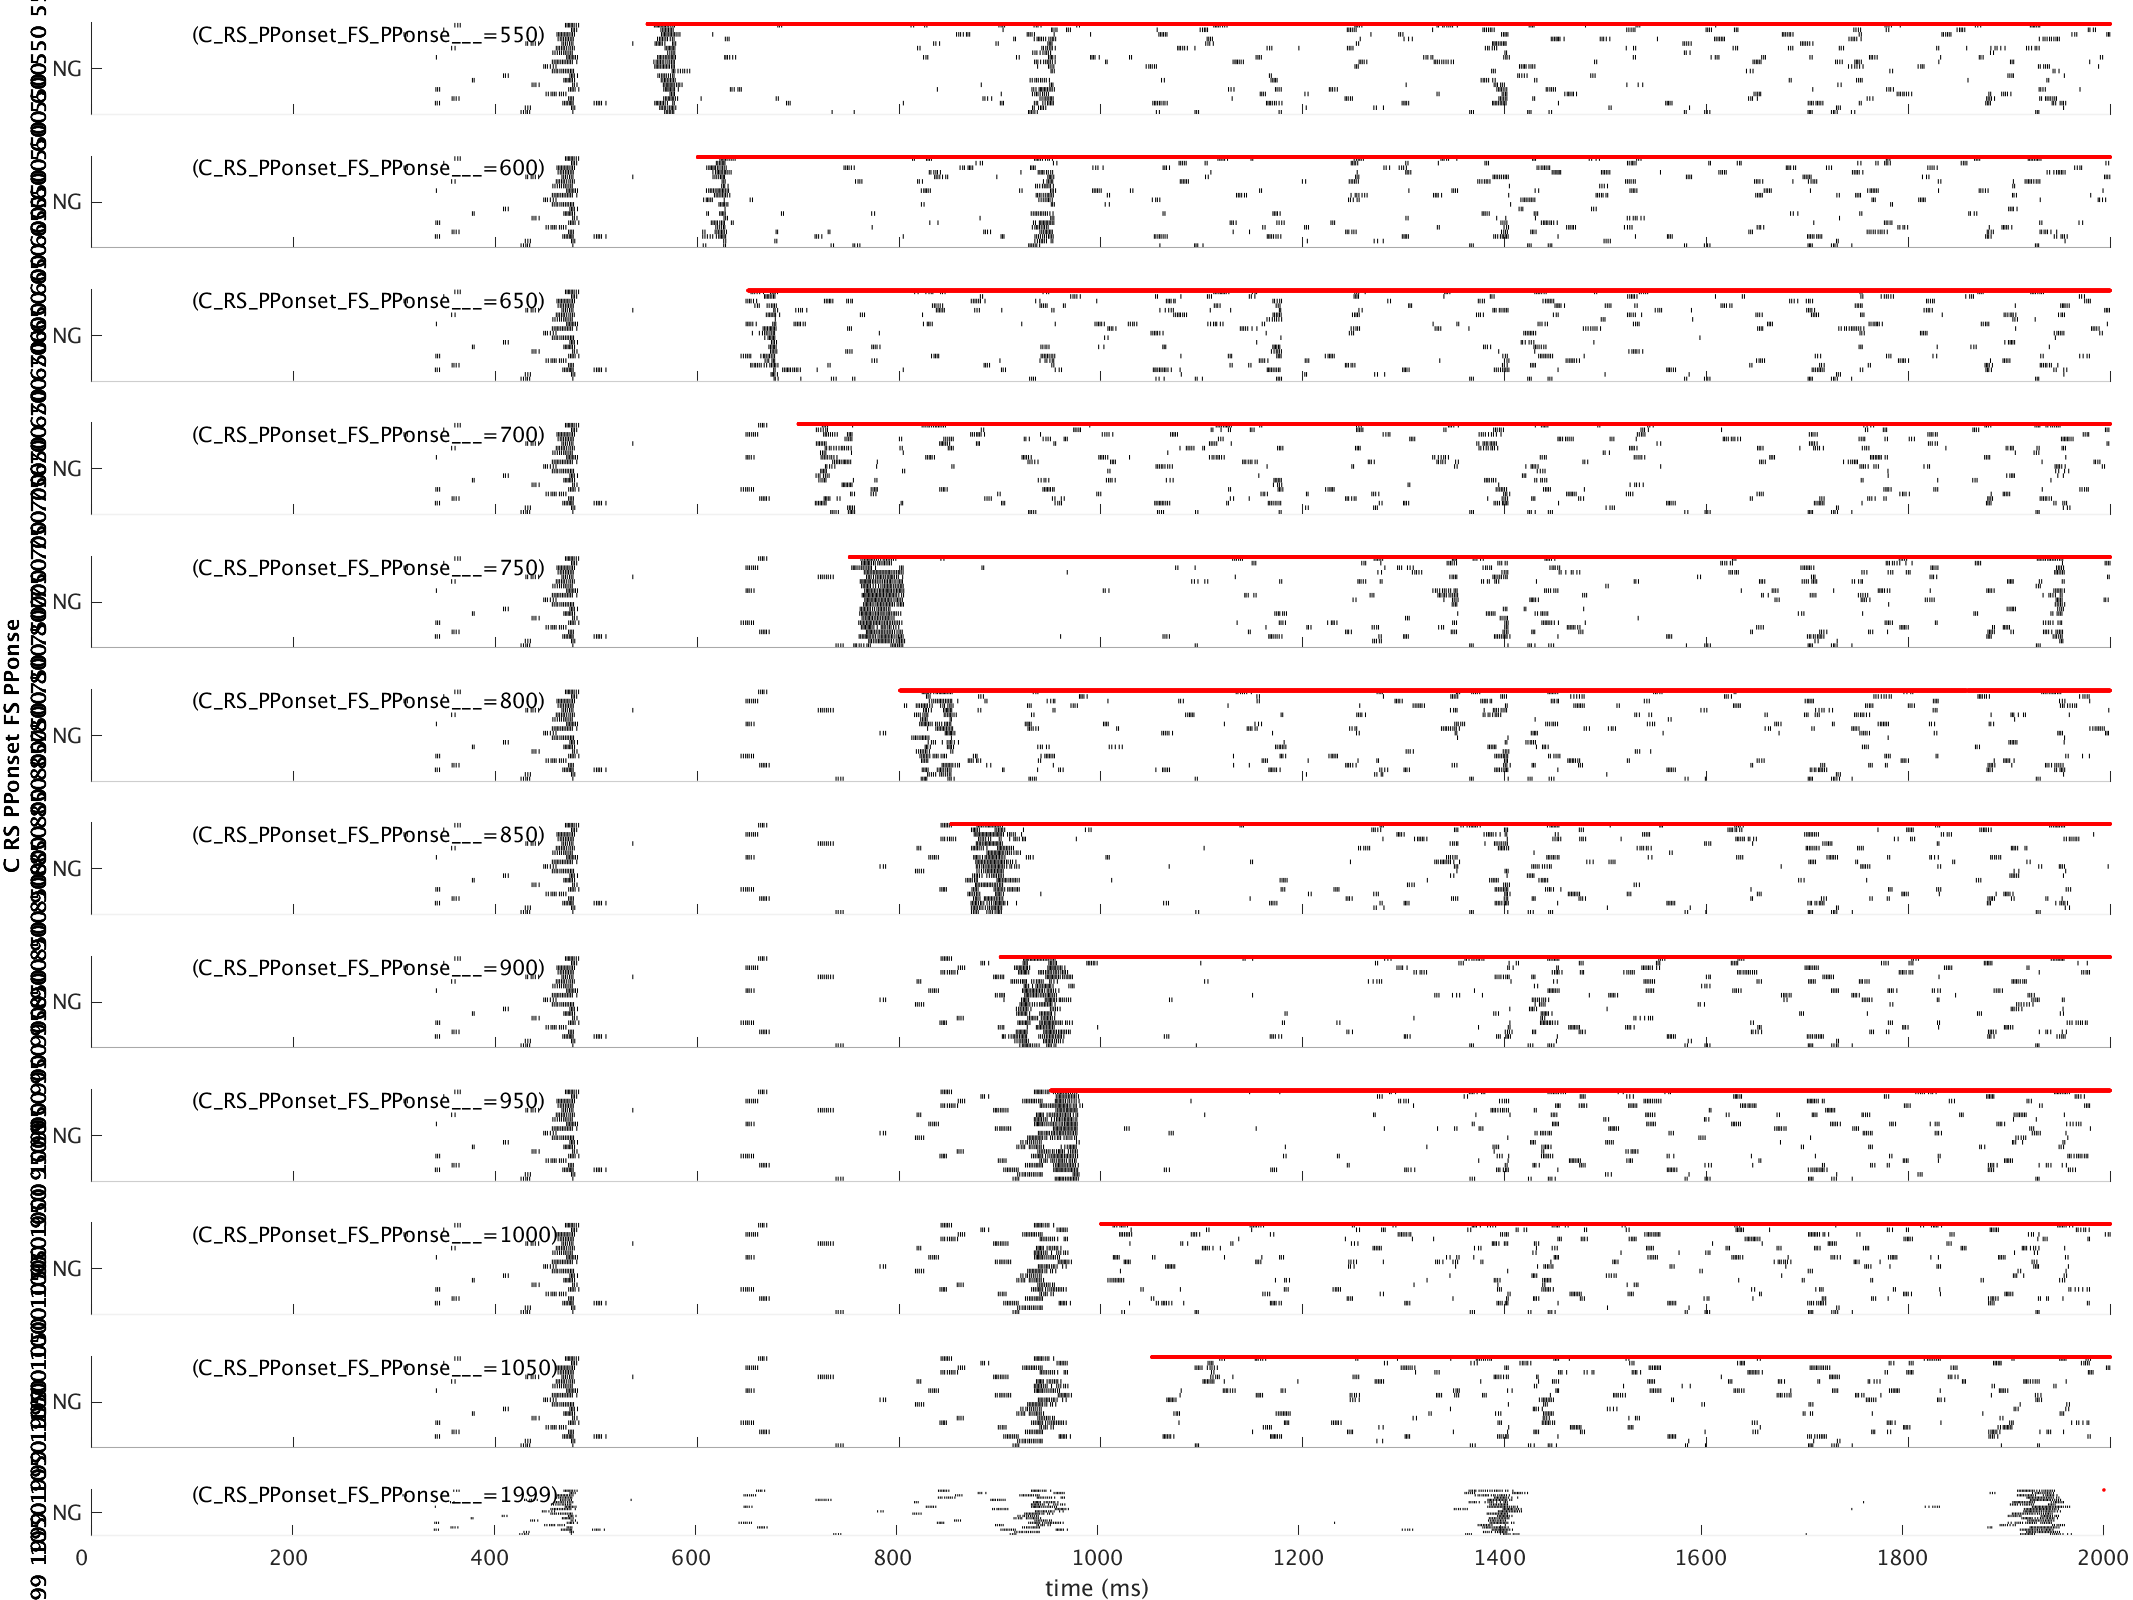 (C_RS_PPonset_FS_PPonse___=550)
NG
(C_RS_PPonset_FS_PPonse___=600)
NG
(C_RS_PPonset_FS_PPonse___=650)
NG
(C_RS_PPonset_FS_PPonse___=700)
NG
(C_RS_PPonset_FS_PPonse___=750)
NG
(C_RS_PPonset_FS_PPonse___=800)
NG
(C_RS_PPonset_FS_PPonse___=850)
NG
(C_RS_PPonset_FS_PPonse___=900)
NG
(C_RS_PPonset_FS_PPonse___=950)
NG
(C_RS_PPonset_FS_PPonse___=1000)
NG
(C_RS_PPonset_FS_PPonse___=1050)
NG
(C_RS_PPonset_FS_PPonse___=1999)
NG
0 200 400 600 800 1000 1200 1400 1600 1800 2000
time (ms)
C RS PPonset FS PPonse